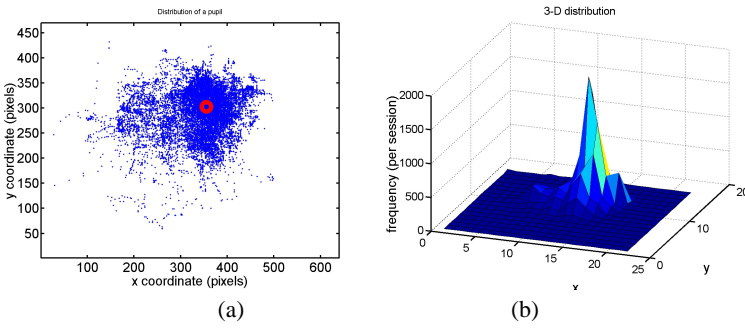 Distribution of a pupil
450
400
350
300
250
200
150
100
50
100 200 300 400 500 600
y coordinate (pixels)
x coordinate (pixels)
(a)
3-D distribution
2000
1500
1000
500
0
frequency (per session)
0 5 10 15 20 25
x
0 10 20
y
(b)